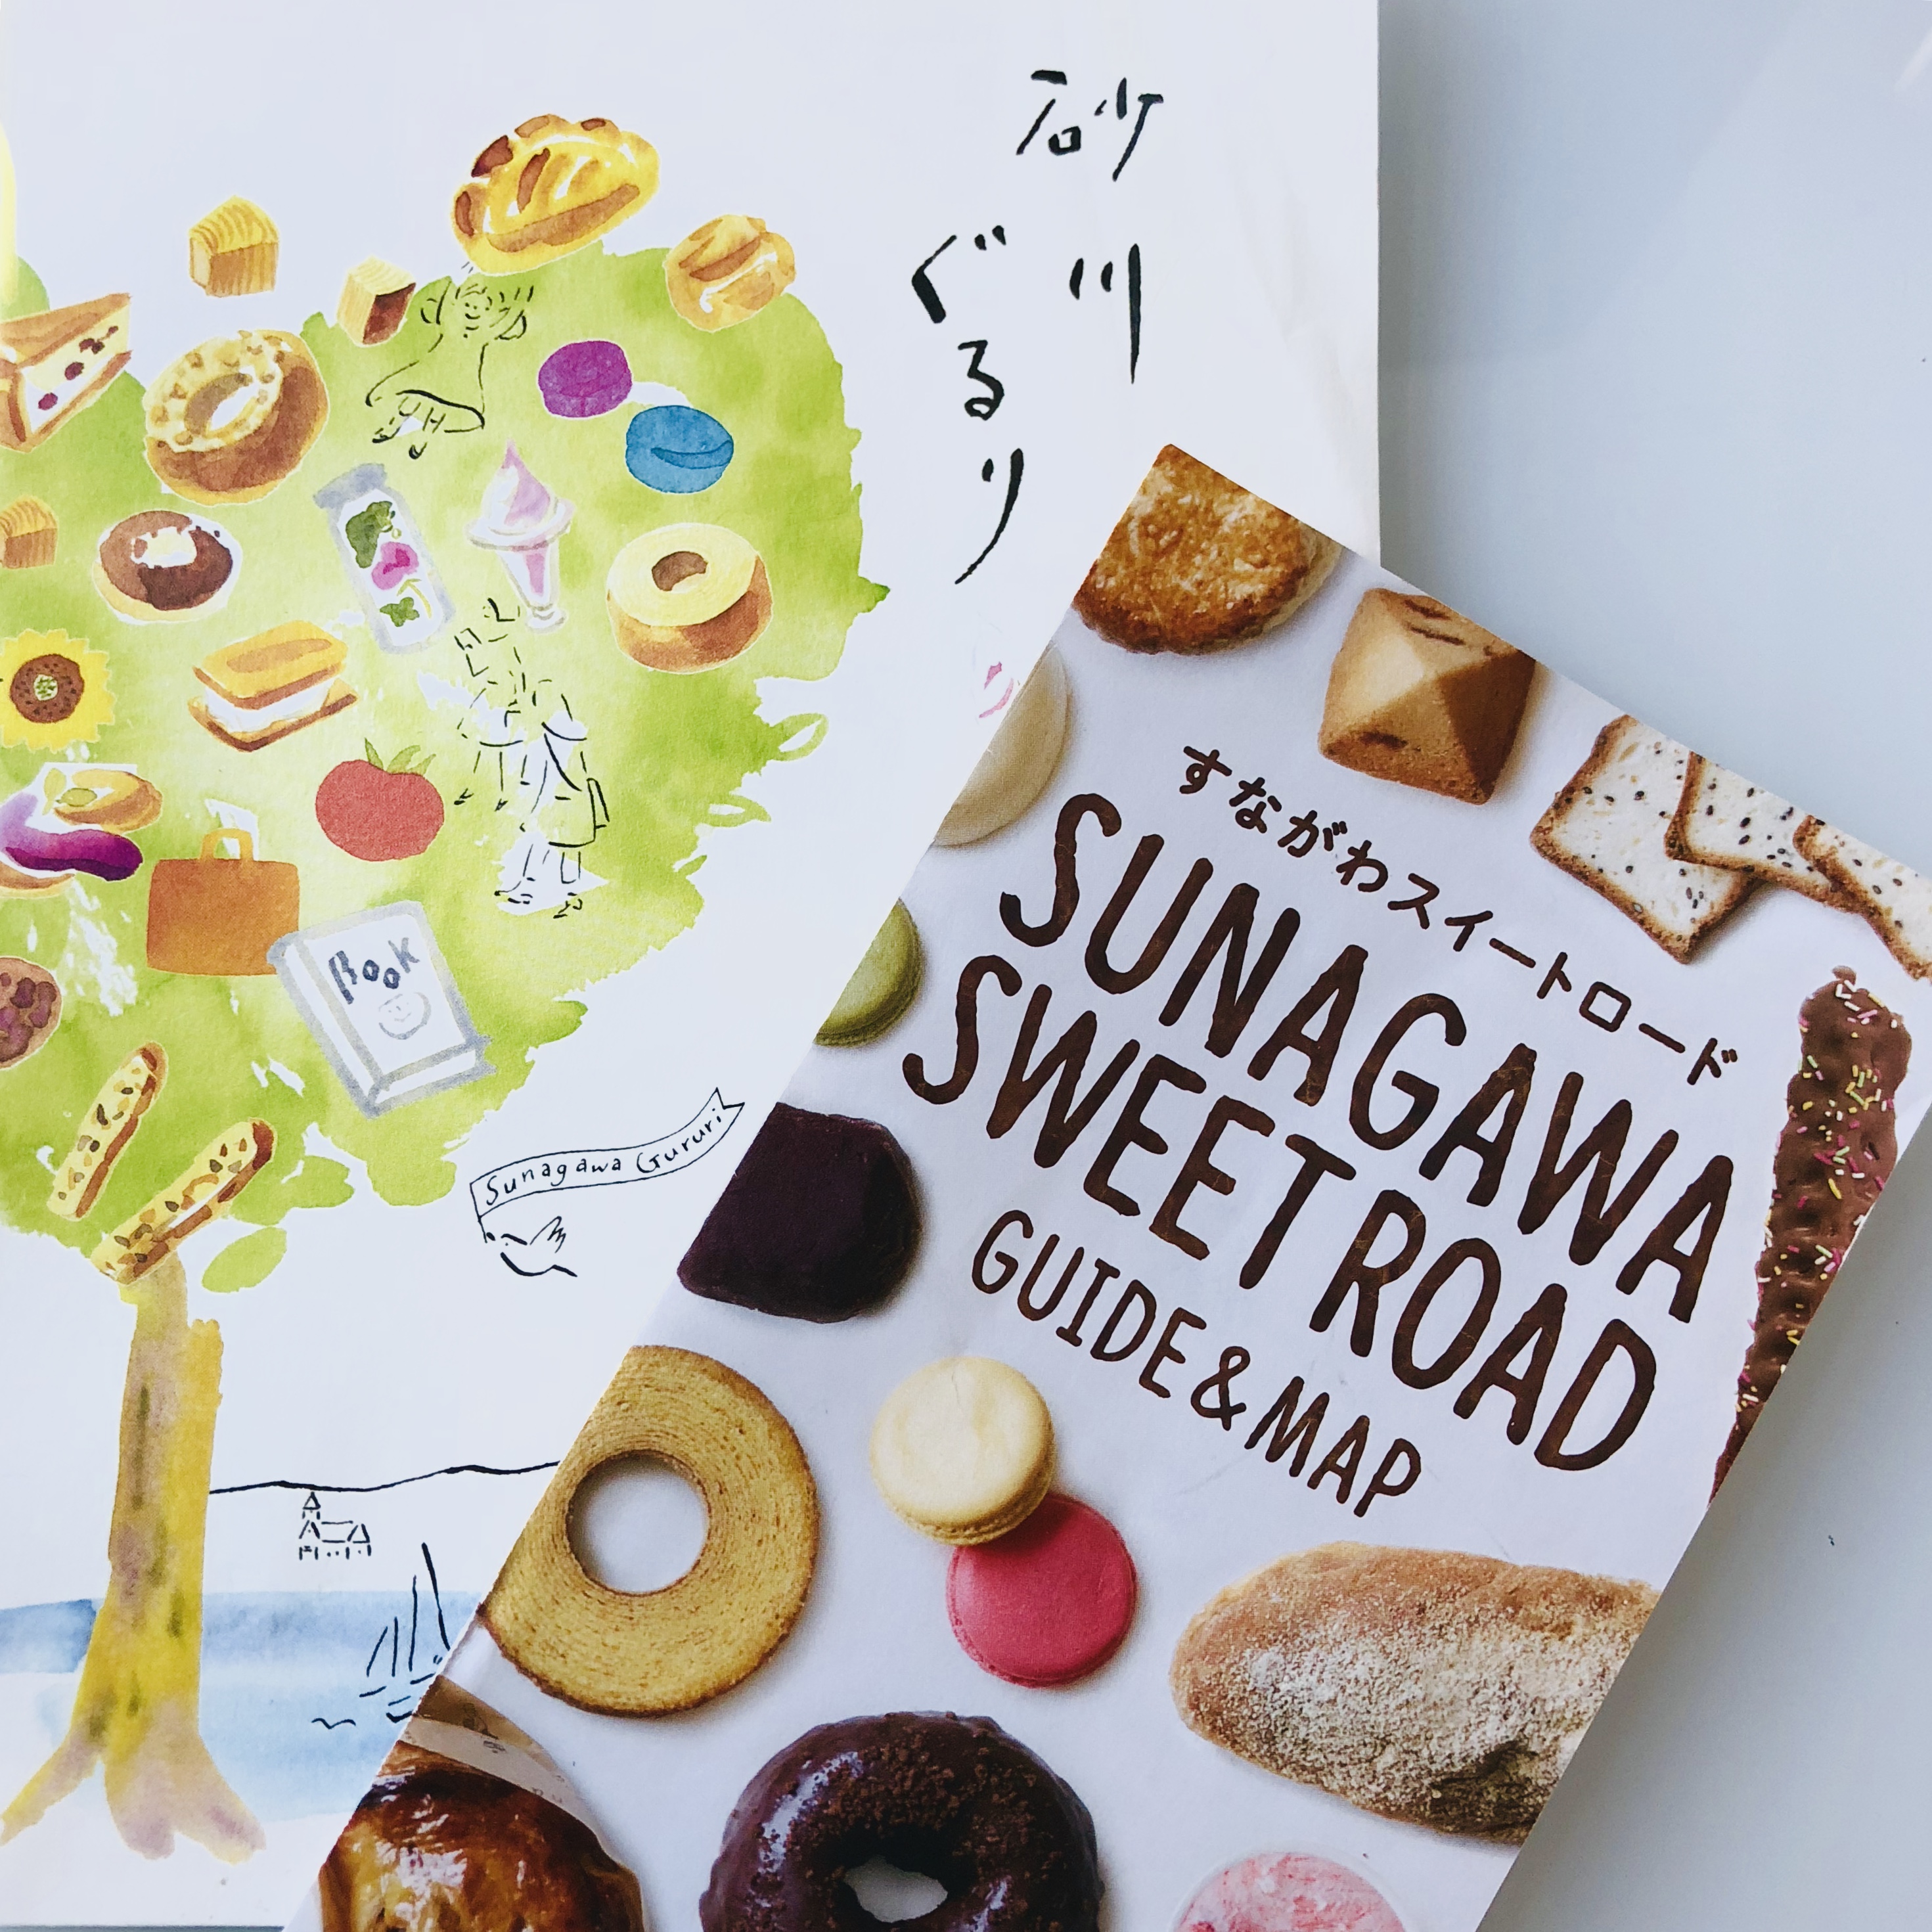 砂川
ぐるり
Book
Sunagawa Gururi
すながわスイートロード
SUNAGAWA
SWEET ROAD
GUIDE & MAP